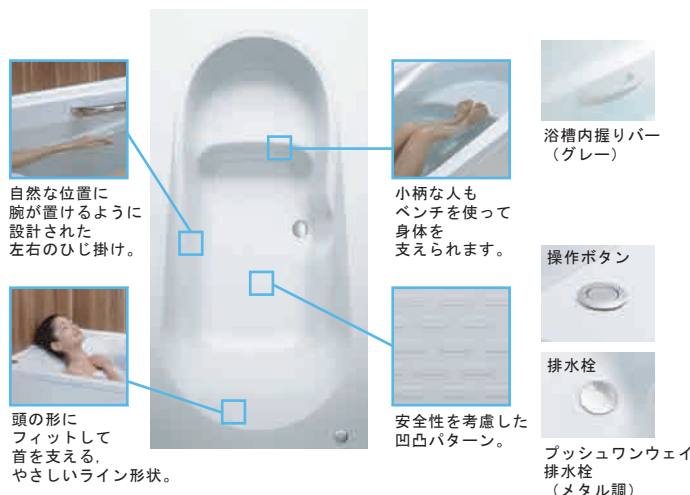 自然な位置に
腕が置けるように
設計された
左右のひじ掛け。
頭の形に
フィットして
首を支える,
やさしいライン形状。
小柄な人も
ベンチを使って
身体を
支えられます。
安全性を考慮した
凹凸パターン。
浴槽内握りバー
（グレー）
操作ボタン
排水栓
プッシュワンウェイ
排水栓
（メタル調）